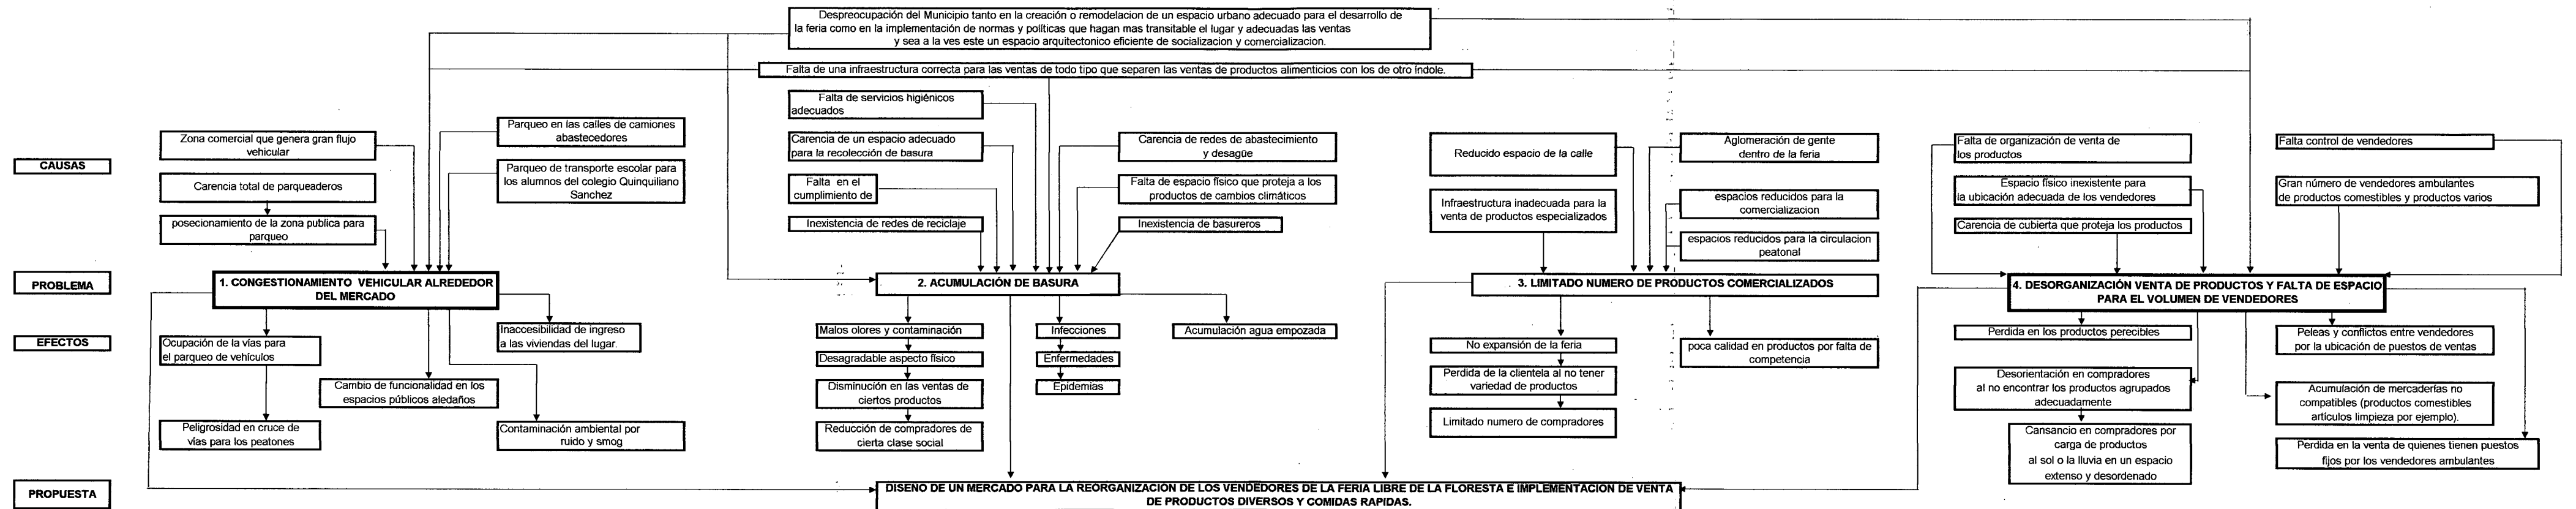 Despreocupación del Municipio tanto en la creación o remodelacion de un espacio urbano adecuado para el desarrollo de
la feria como en la implementación de normas y políticas que hagan mas transitable el lugar y adecuadas las ventas
y sea a la ves este un espacio arquitectonico eficiente de socializacion y comercializacion.
Falta de una infraestructura correcta para las ventas de todo tipo que separen las ventas de productos alimenticios con los de otro índole.
CAUSAS
Zona comercial que genera gran flujo
vehicular
Carencia total de parqueaderos
posecionamiento de la zona publica para
parqueo
Parqueo en las calles de camiones
abastecedores
Parqueo de transporte escolar para
los alumnos del colegio Quinquiliano
Sanchez
Falta de servicios higiénicos
adecuados
Carencia de un espacio adecuado
para la recolección de basura
Falta en el
cumplimiento de
Inexistencia de redes de reciclaje
Carencia de redes de abastecimiento
y desagüe
Falta de espacio físico que proteja a los
productos de cambios climáticos
Inexistencia de basureros
Reducido espacio de la calle
Infraestructura inadecuada para la
venta de productos especializados
Aglomeración de gente
dentro de la feria
espacios reducidos para la
comercializacion
espacios reducidos para la circulacion
peatonal
Falta de organización de venta de
los productos
Espacio físico inexistente para
la ubicación adecuada de los vendedores
Carencia de cubierta que proteja los productos
Falta control de vendedores
Gran número de vendedores ambulantes
de productos comestibles y productos varios
PROBLEMA
1. CONGESTIONAMIENTO VEHICULAR ALREDEDOR
DEL MERCADO
2. ACUMULACIÓN DE BASURA
3. LIMITADO NUMERO DE PRODUCTOS COMERCIALIZADOS
4. DESORGANIZACIÓN VENTA DE PRODUCTOS Y FALTA DE ESPACIO
PARA EL VOLUMEN DE VENDEDORES
EFECTOS
Ocupación de la vías para
el parqueo de vehículos
Peligrosidad en cruce de
vías para los peatones
Cambio de funcionalidad en los
espacios públicos aledaños
Inaccesibilidad de ingreso
a las viviendas del lugar.
Contaminación ambiental por
ruido y smog
Malos olores y contaminación
Desagradable aspecto físico
Disminución en las ventas de
ciertos productos
Reducción de compradores de
cierta clase social
Infecciones
Enfermedades
Epidemias
Acumulación agua empozada
No expansión de la feria
Perdida de la clientela al no tener
variedad de productos
Limitado numero de compradores
poca calidad en productos por falta de
competencia
Perdida en los productos perecibles
Desorientación en compradores
al no encontrar los productos agrupados
adecuadamente
Cansancio en compradores por
carga de productos
al sol o la lluvia en un espacio
extenso y desordenado
Peleas y conflictos entre vendedores
por la ubicación de puestos de ventas
Acumulación de mercaderías no
compatibles (productos comestibles
artículos limpieza por ejemplo).
Perdida en la venta de quienes tienen puestos
fijos por los vendedores ambulantes
PROPUESTA
DISENO DE UN MERCADO PARA LA REORGANIZACION DE LOS VENDEDORES DE LA FERIA LIBRE DE LA FLORESTA E IMPLEMENTACION DE VENTA
DE PRODUCTOS DIVERSOS Y COMIDAS RAPIDAS.